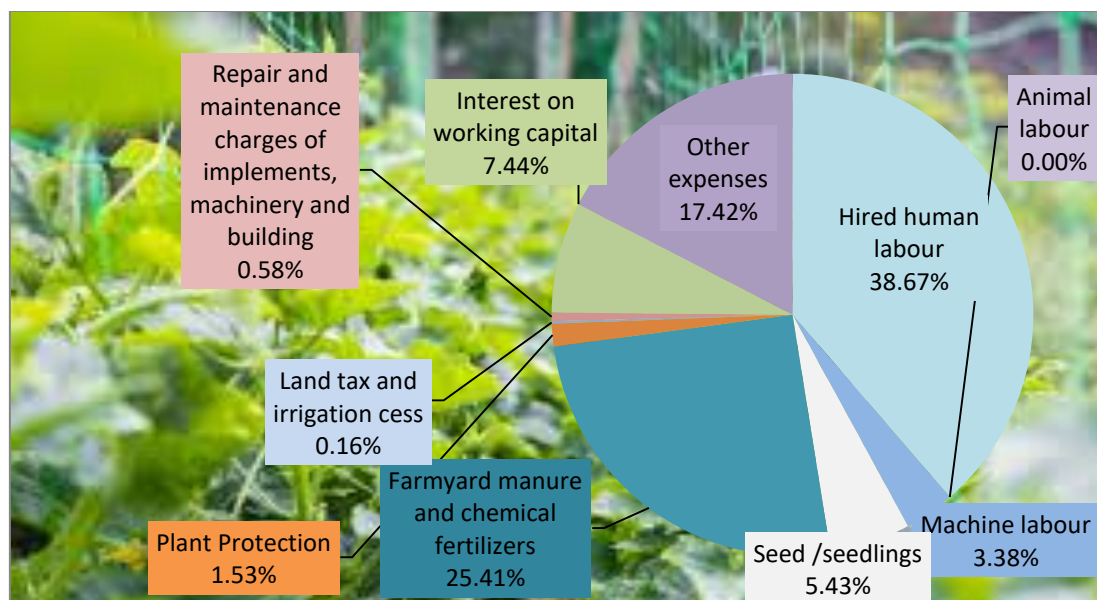 Repair and
maintenance
charges of
implements,
machinery and
building
0.58%
Interest on
working capital
7.44%
Other
expenses
17.42%
Animal
labour
0.00%
Hired human
labour
38.67%
Land tax and
irrigation cess
0.16%
Farmyard manure
and chemical
fertilizers
25.41%
Plant Protection
1.53%
Seed /seedlings
5.43%
Machine labour
3.38%